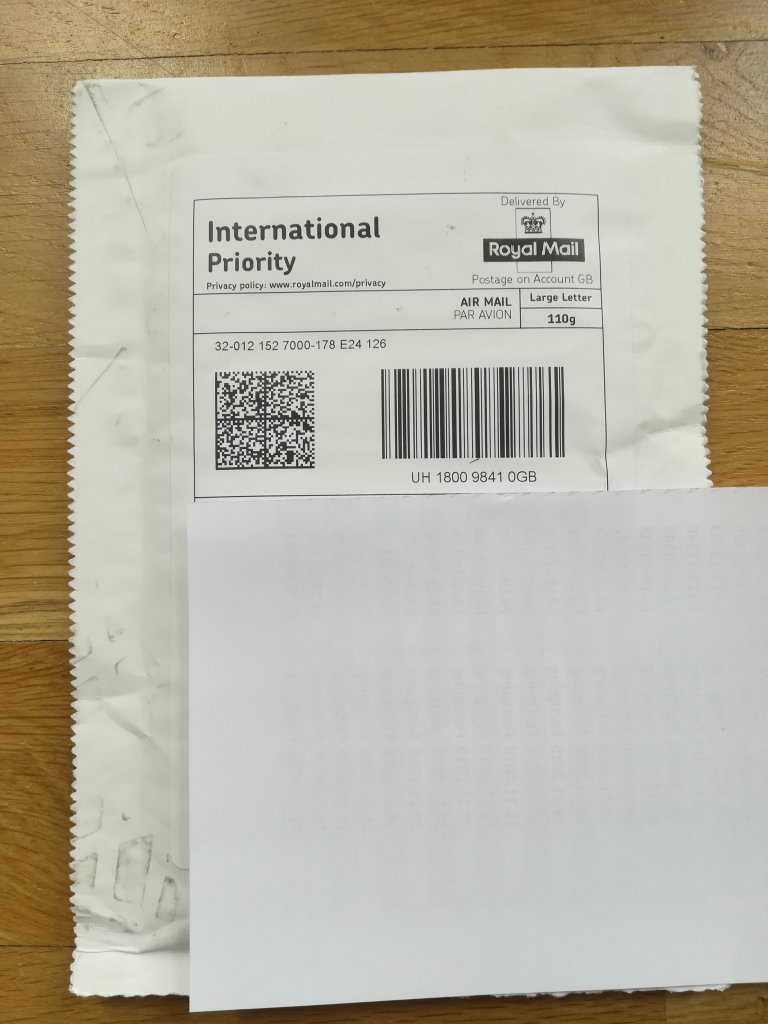 Delivered By
International
Priority
Royal Mail
Postage on Account GB
Privacy policy: www.royalmail.com/privacy
AIR MAIL
PAR AVION
Large Letter
110g
32-012 152 7000-178 E24 126
UH 1800 9841 0GB